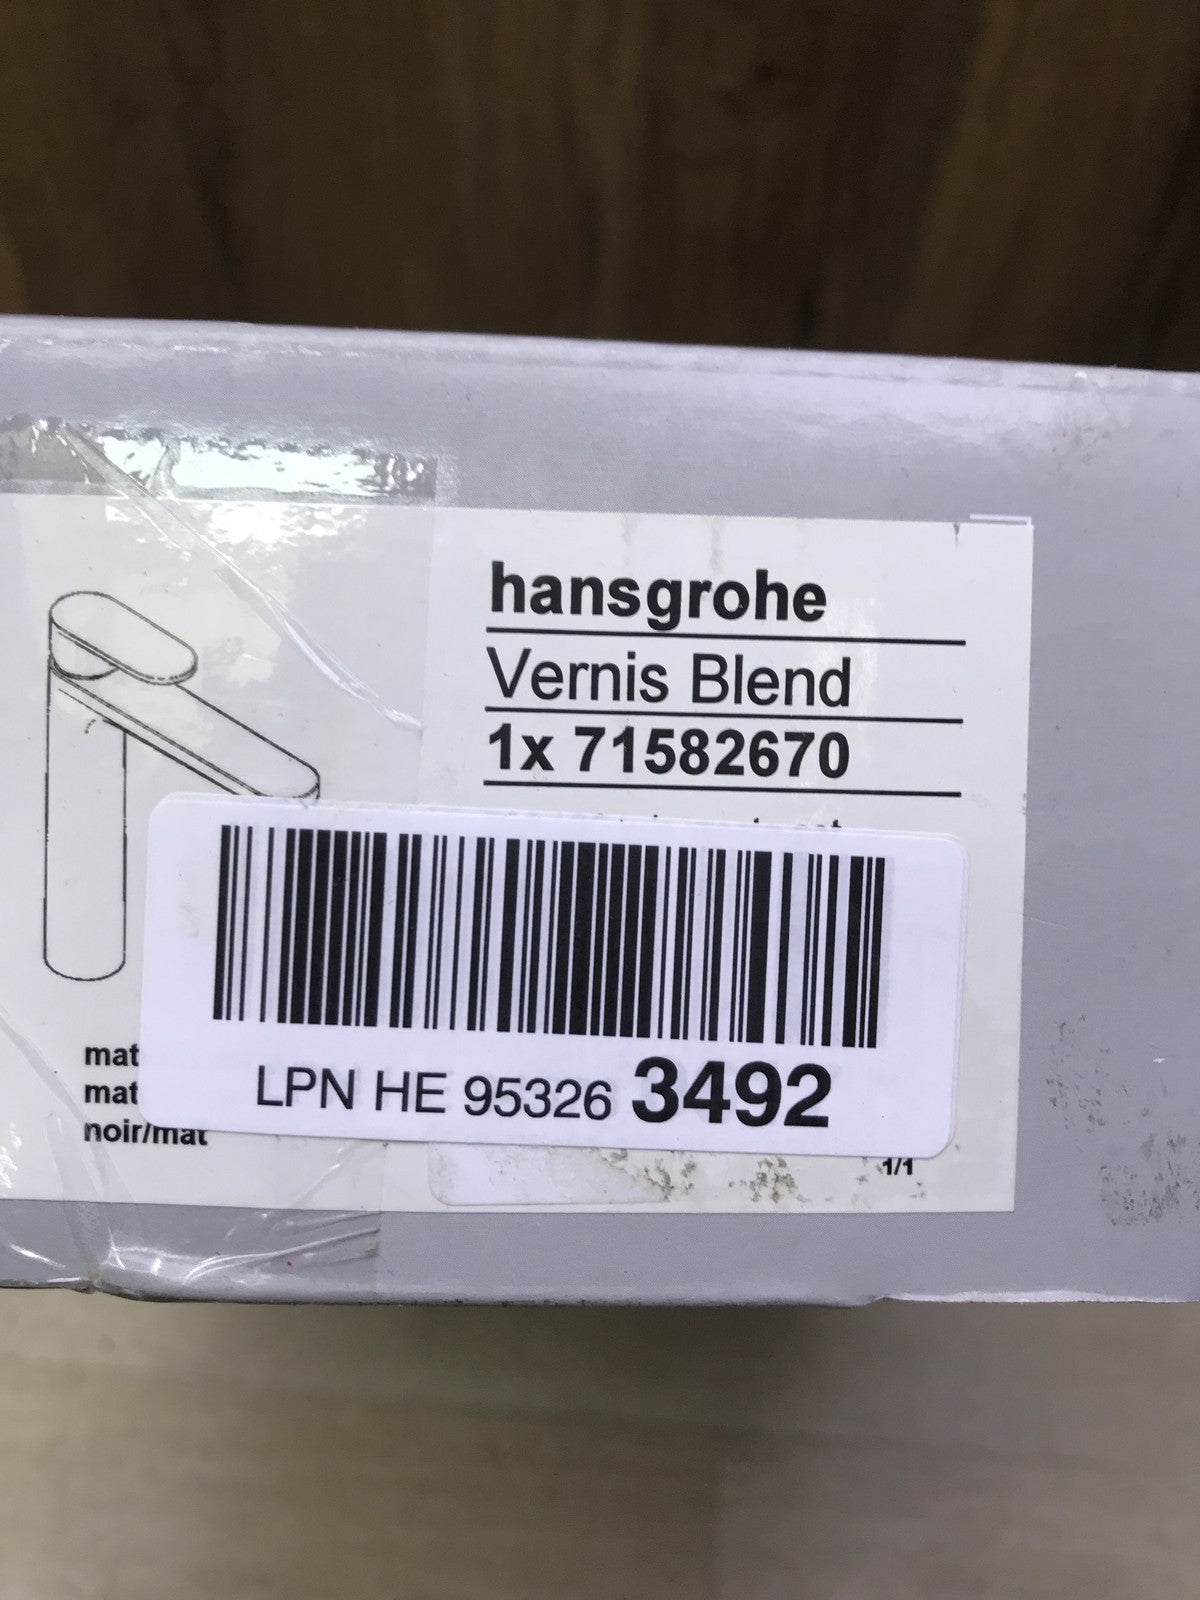 hansgrohe
Vernis Blend
1x 71582670
LPN HE 95326 3492
mat
mat
noir/mat
1/1